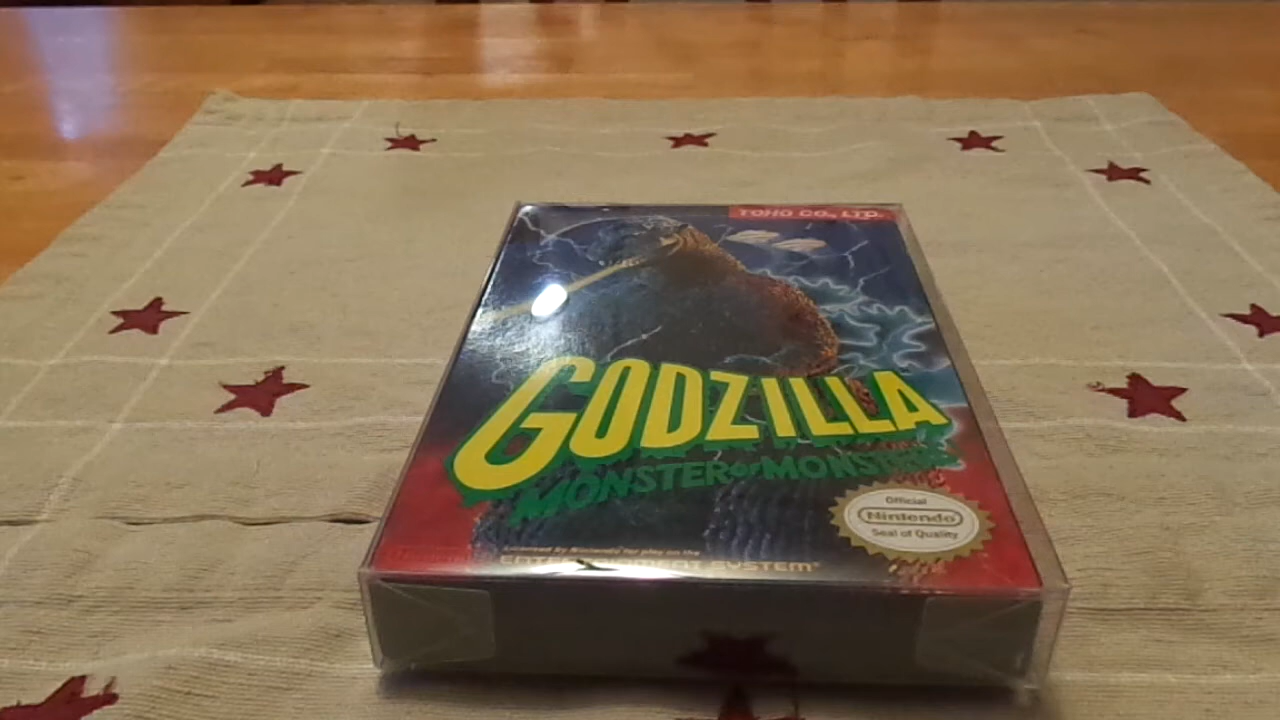 TOHO CO., LTD.
GODZILLA
MONSTER OF MONSTERS
Official
Nintendo
Seal of Quality
Licensed by Nintendo for play on the
ENTERTAINMENT SYSTEM®